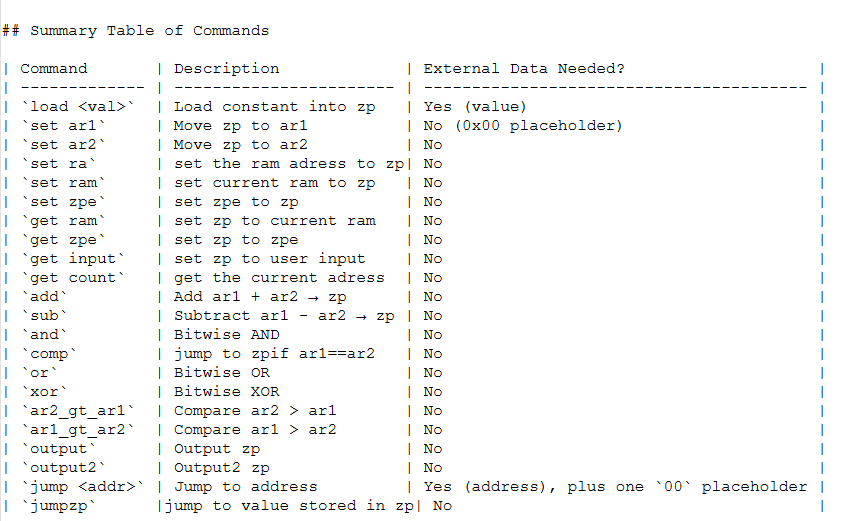 ## Summary Table of Commands
| Command | Description | External Data Needed? |
| ------------- | ----------------------- | --------------------------------------- |
| `load <val>` | Load constant into zp | Yes (value) |
| `set ar1` | Move zp to ar1 | No (0x00 placeholder) |
| `set ar2` | Move zp to ar2 | No |
| `set ra` | set the ram adress to zp| No |
| `set ram` | set current ram to zp | No |
| `set zpe` | set zpe to zp | No |
| `get ram` | set zp to current ram | No |
| `get zpe` | set zp to zpe | No |
| `get input` | set zp to user input | No |
| `get count` | get the current adress | No |
| `add` | Add ar1 + ar2 → zp | No |
| `sub` | Subtract ar1 - ar2 → zp | No |
| `and` | Bitwise AND | No |
| `comp` | jump to zpif ar1==ar2 | No |
| `or` | Bitwise OR | No |
| `xor` | Bitwise XOR | No |
| `ar2_gt_ar1` | Compare ar2 > ar1 | No |
| `ar1_gt_ar2` | Compare ar1 > ar2 | No |
| `output` | Output zp | No |
| `output2` | Output2 zp | No |
| `jump <addr>` | Jump to address | Yes (address), plus one `00` placeholder |
| `jumpzp` |jump to value stored in zp| No |